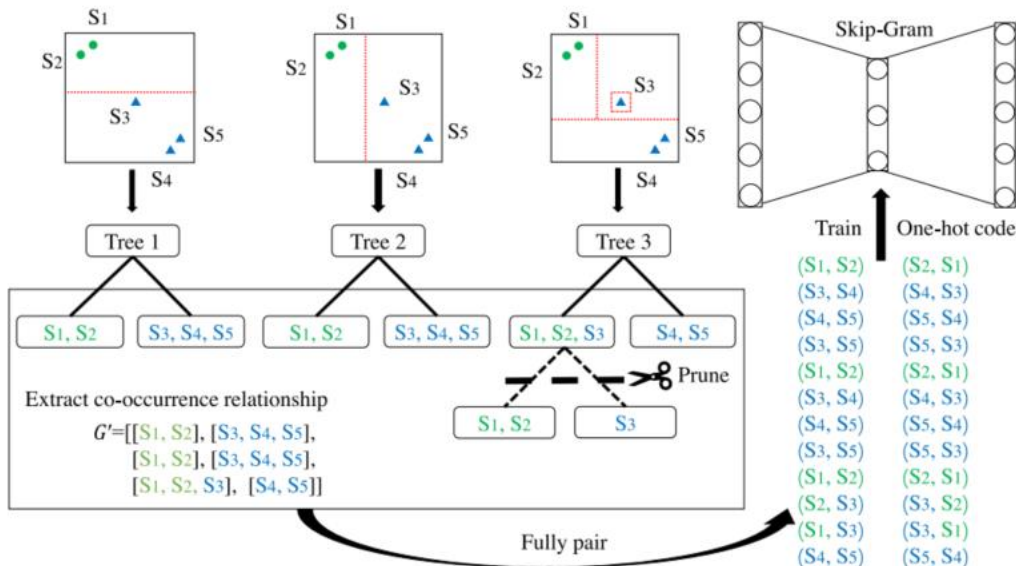 S1
S2
S3
S5
S4
S1
S2
S3
S5
S4
S1
S2
S3
S5
S4
Skip-Gram
Tree 1
Tree 2
Tree 3
S1, S2
S3, S4, S5
S1, S2
S3, S4, S5
S1, S2, S3
S4, S5
Prune
S1, S2
S3
Extract co-occurrence relationship
G'=[[S1, S2], [S3, S4, S5],
[S1, S2], [S3, S4, S5],
[S1, S2, S3], [S4, S5]]
Fully pair
Train One-hot code
(S1, S2) (S2, S1)
(S3, S4) (S4, S3)
(S4, S5) (S5, S4)
(S3, S5) (S5, S3)
(S1, S2) (S2, S1)
(S3, S4) (S4, S3)
(S4, S5) (S5, S4)
(S3, S5) (S5, S3)
(S1, S2) (S2, S1)
(S2, S3) (S3, S2)
(S1, S3) (S3, S1)
(S4, S5) (S5, S4)